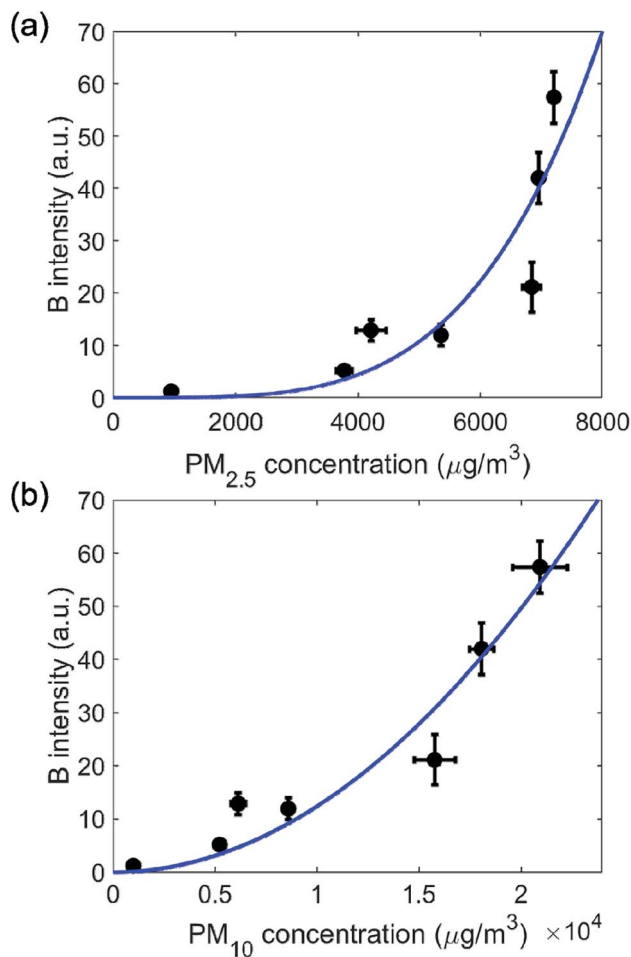 (a)
70
60
50
40
30
20
10
0
B intensity (a.u.)
0 2000 4000 6000 8000
PM2.5 concentration (μg/m³)
(b)
70
60
50
40
30
20
10
0
B intensity (a.u.)
0 0.5 1 1.5 2
PM10 concentration (μg/m³) ×10⁴